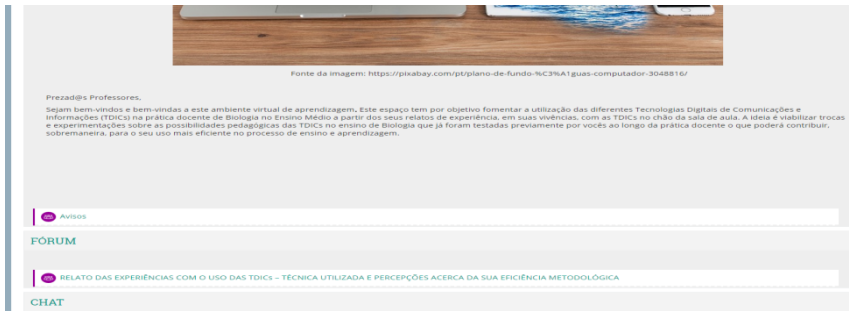 Fonte da imagem: https://pixabay.com/pt/plano-de-fundo-%C3%A1guas-computador-3048816/
Prezad@s Professores,
Sejam bem-vindos e bem-vindas a este ambiente virtual de aprendizagem. Este espaço tem por objetivo fomentar a utilização das diferentes Tecnologias Digitais de Comunicações e
Informações (TDICs) na prática docente de Biologia no Ensino Médio a partir dos seus relatos de experiência, em suas vivências, com as TDICs no chão da sala de aula. A ideia é viabilizar trocas
e experimentações sobre as possibilidades pedagógicas das TDICs no ensino de Biologia que já foram testadas previamente por vocês ao longo da prática docente o que poderá contribuir,
sobremaneira, para o seu uso mais eficiente no processo de ensino e aprendizagem.
Avisos
FÓRUM
RELATO DAS EXPERIÊNCIAS COM O USO DAS TDICs – TÉCNICA UTILIZADA E PERCEPÇÕES ACERCA DA SUA EFICIÊNCIA METODOLÓGICA
CHAT